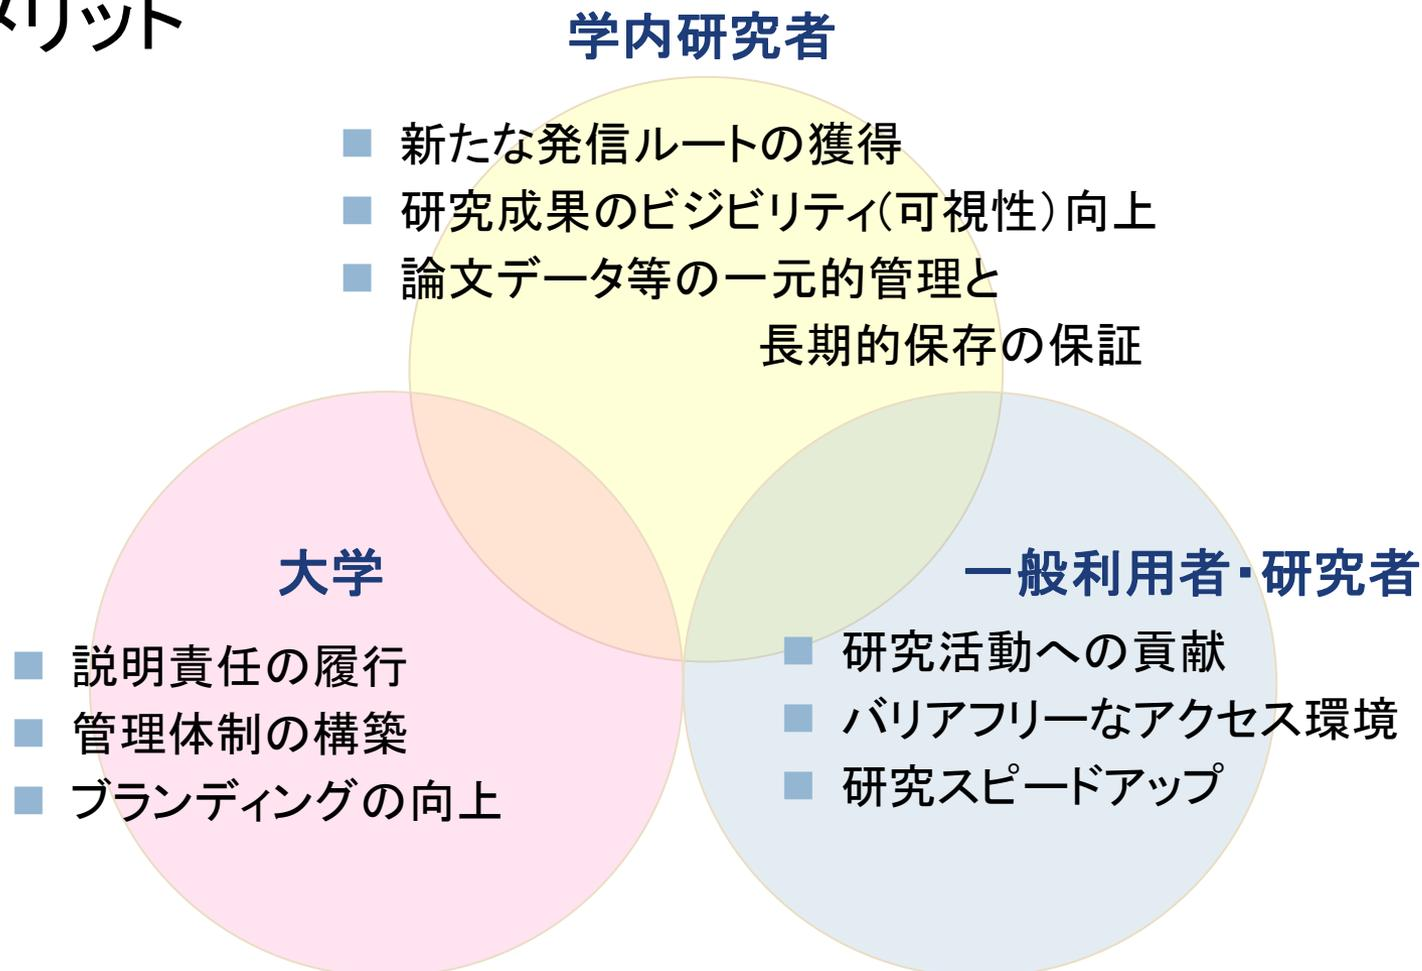 メリット
学内研究者
新たな発信ルートの獲得
研究成果のビジビリティ(可視性)向上
論文データ等の一元的管理と
長期的保存の保証
大学
説明責任の履行
管理体制の構築
ブランディングの向上
一般利用者・研究者
研究活動への貢献
バリアフリーなアクセス環境
研究スピードアップ